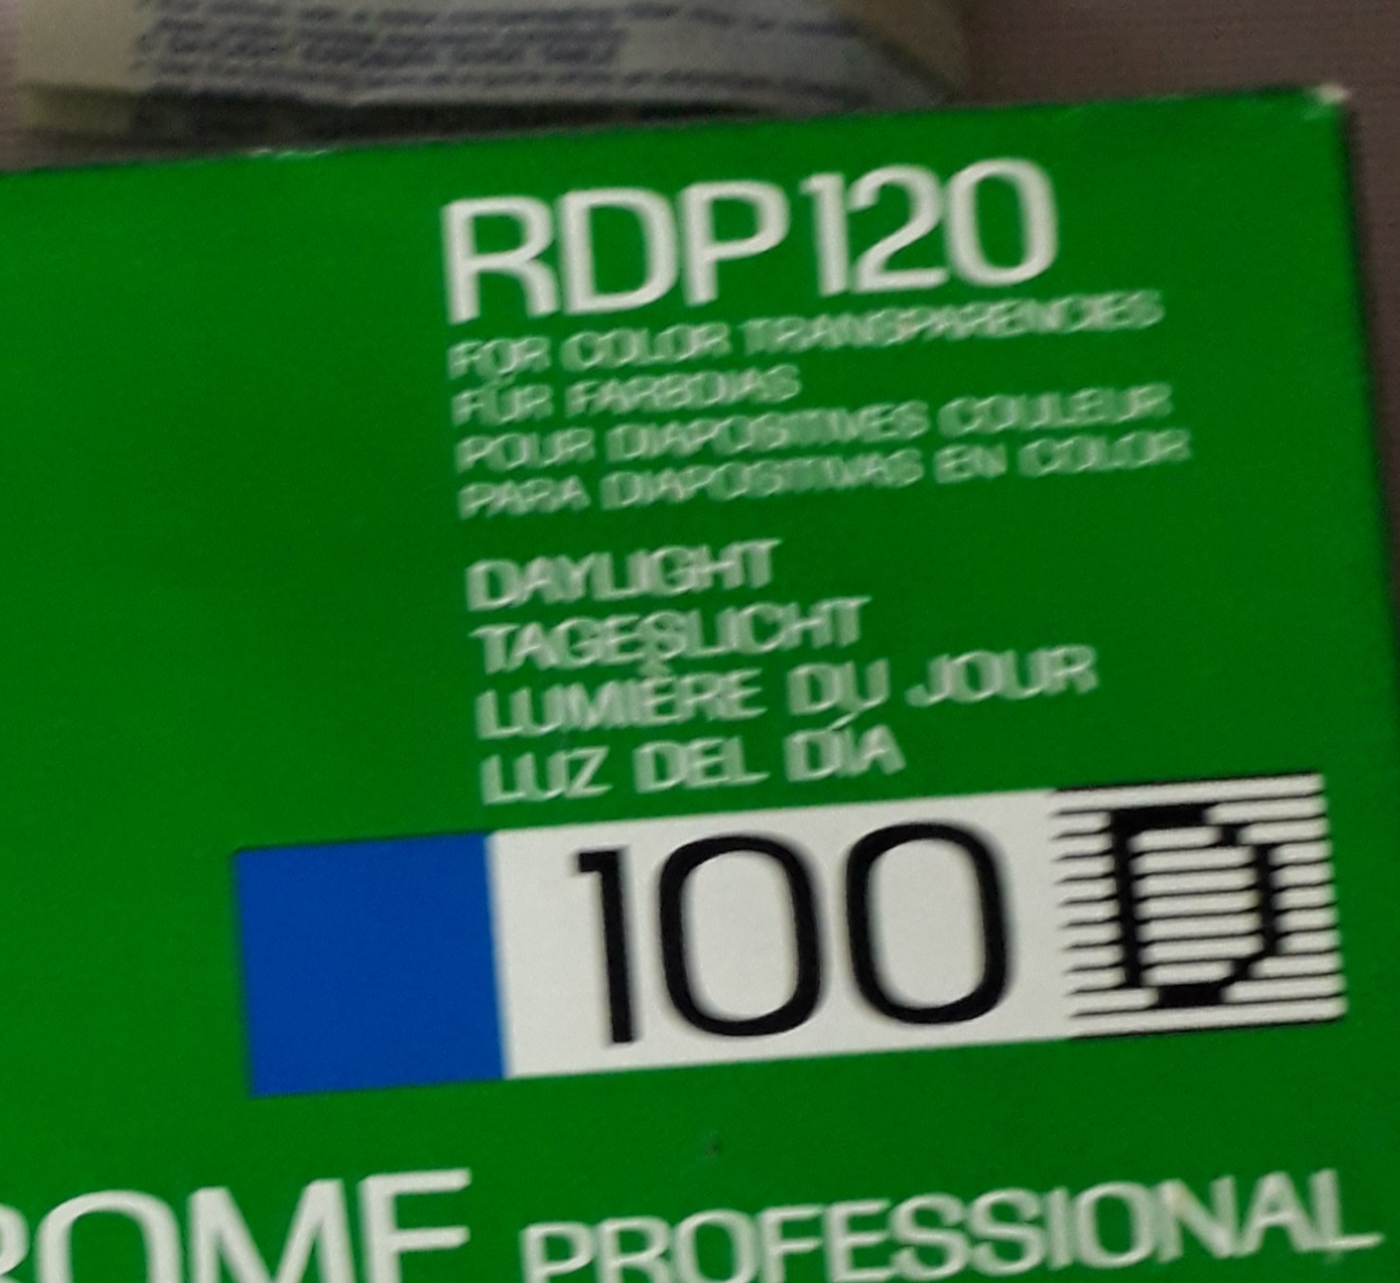 RDP120
FOR COLOR TRANSPARENCIES
FÜR FARBDIAS
POUR DIAPOSITIVES COULEUR
PARA DIAPOSITIVAS EN COLOR
DAYLIGHT
TAGESLICHT
LUMIÈRE DU JOUR
LUZ DEL DÍA
100 D
ROME PROFESSIONAL